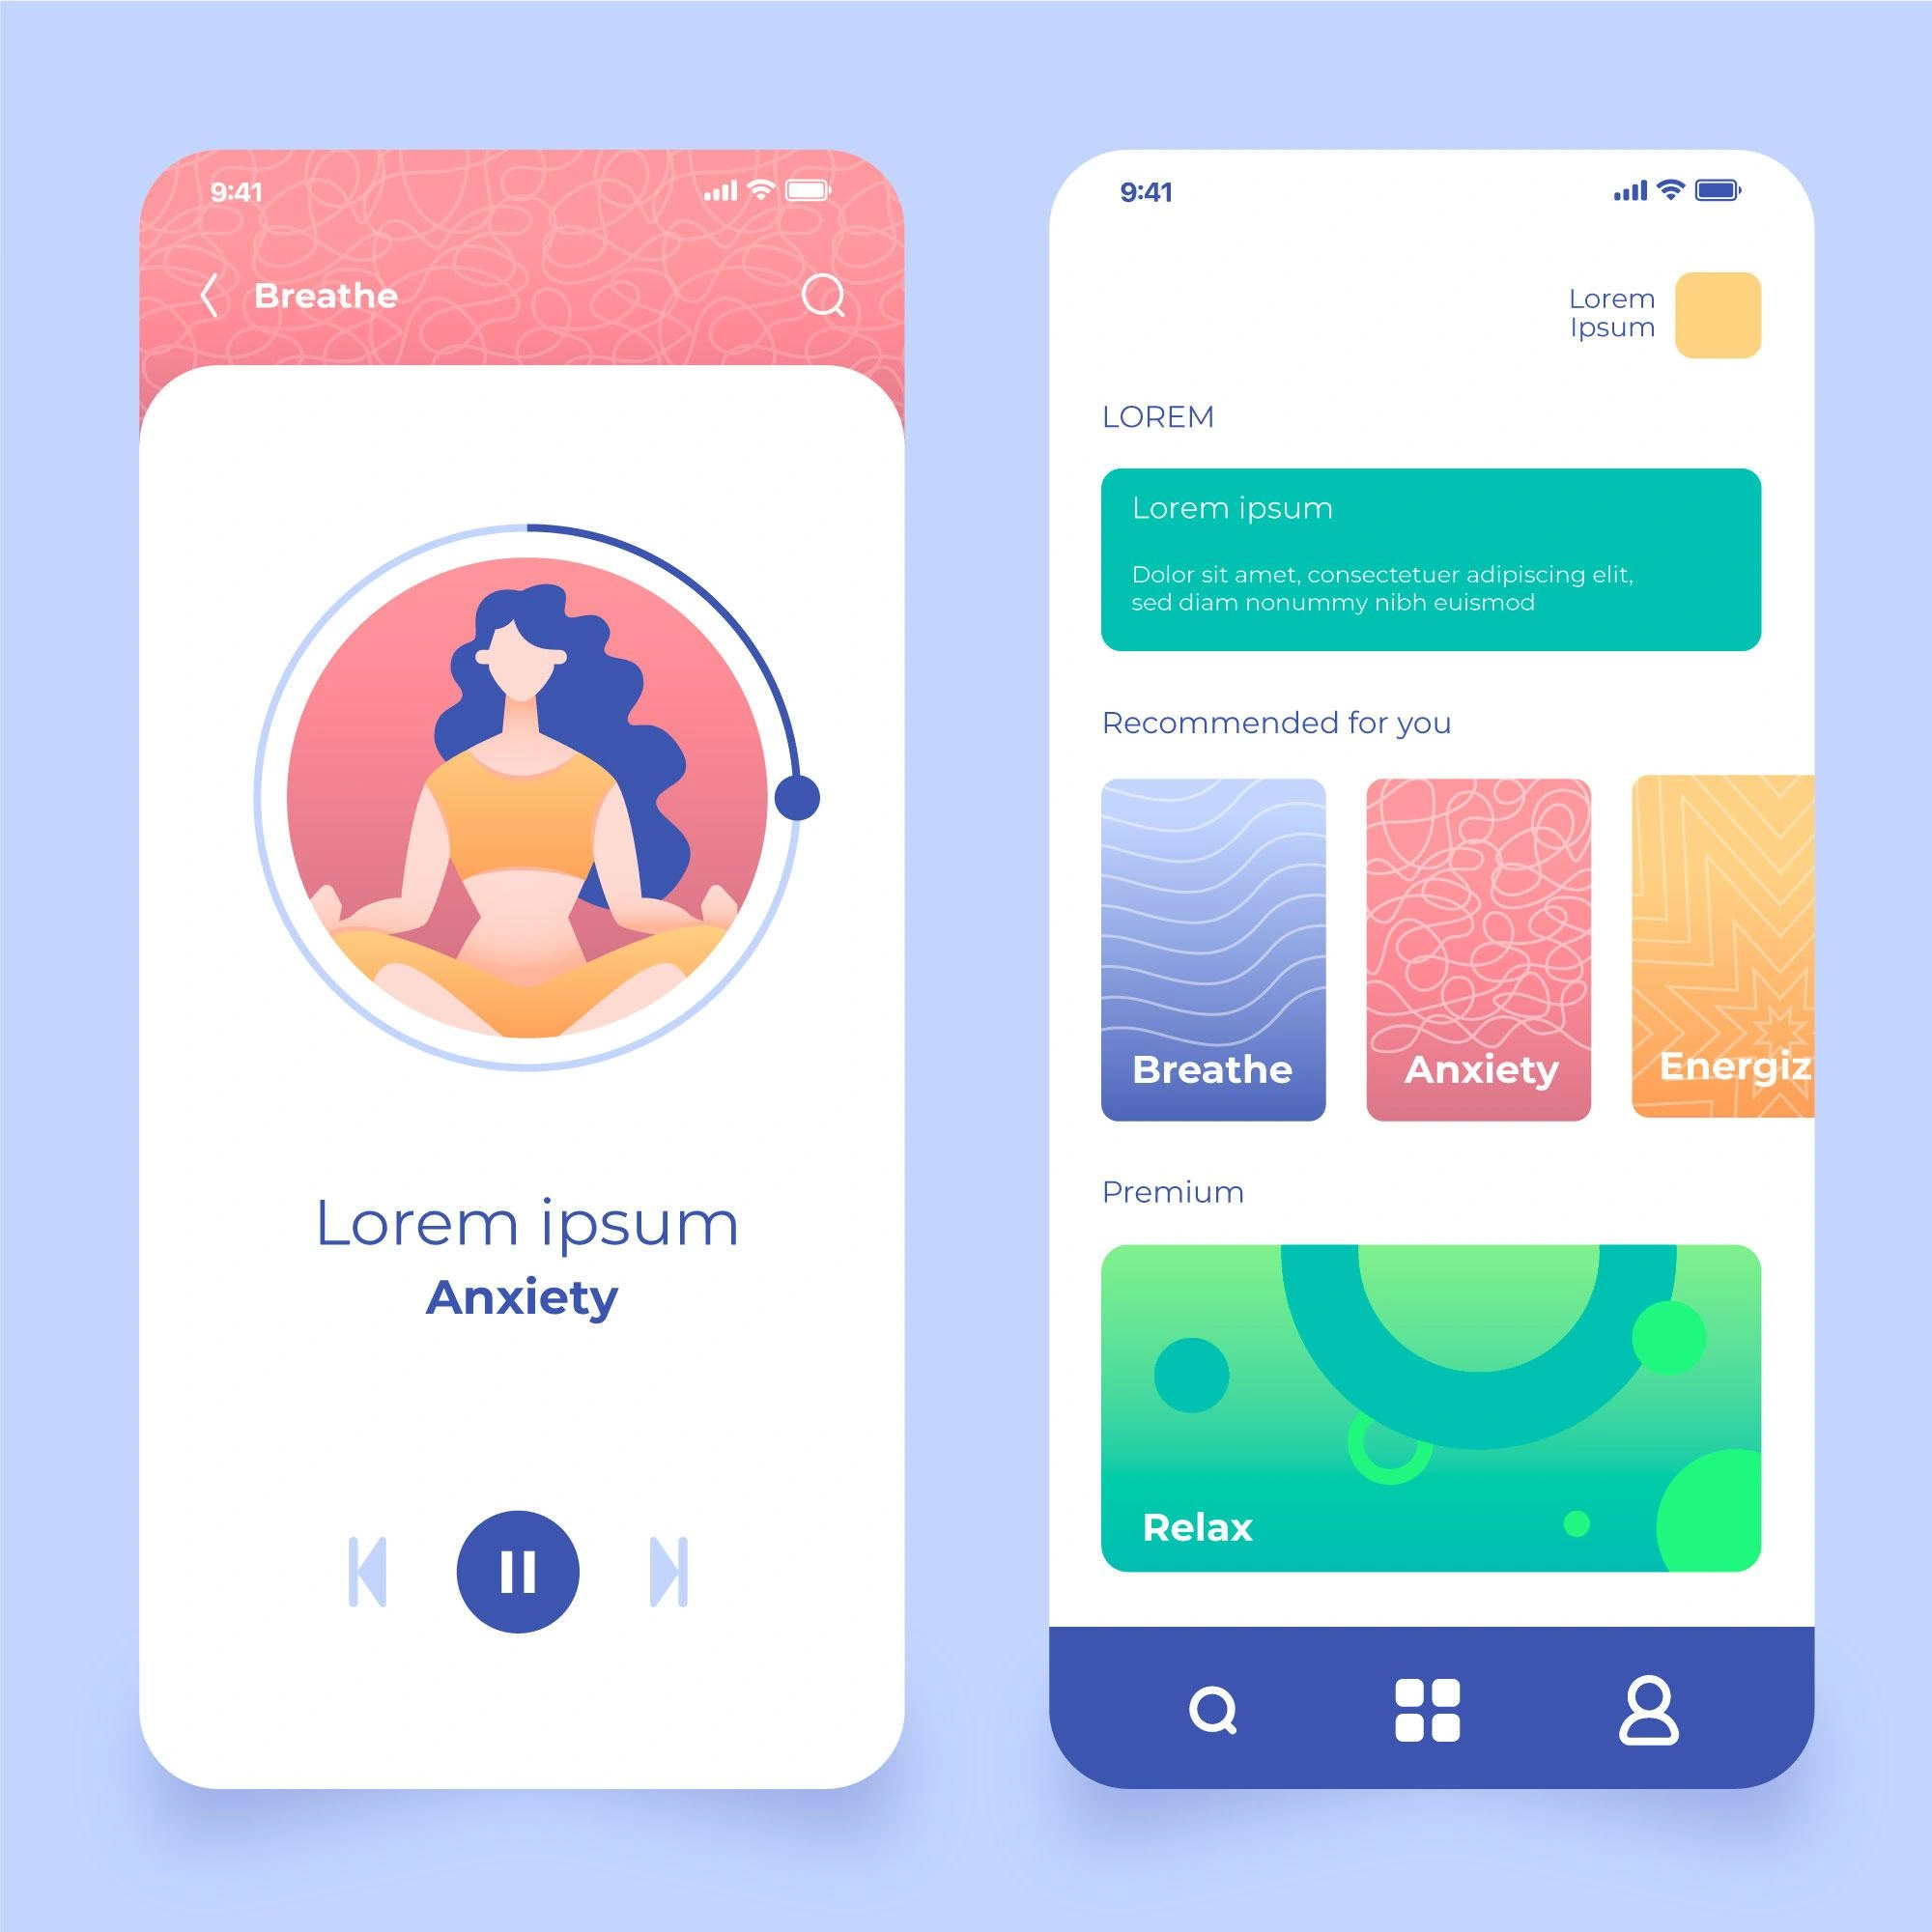 9:41
Breathe
Lorem ipsum
Anxiety
9:41
Lorem
Ipsum
LOREM
Lorem ipsum
Dolor sit amet, consectetuer adipiscing elit,
sed diam nonummy nibh euismod
Recommended for you
Breathe
Anxiety
Energiz
Premium
Relax